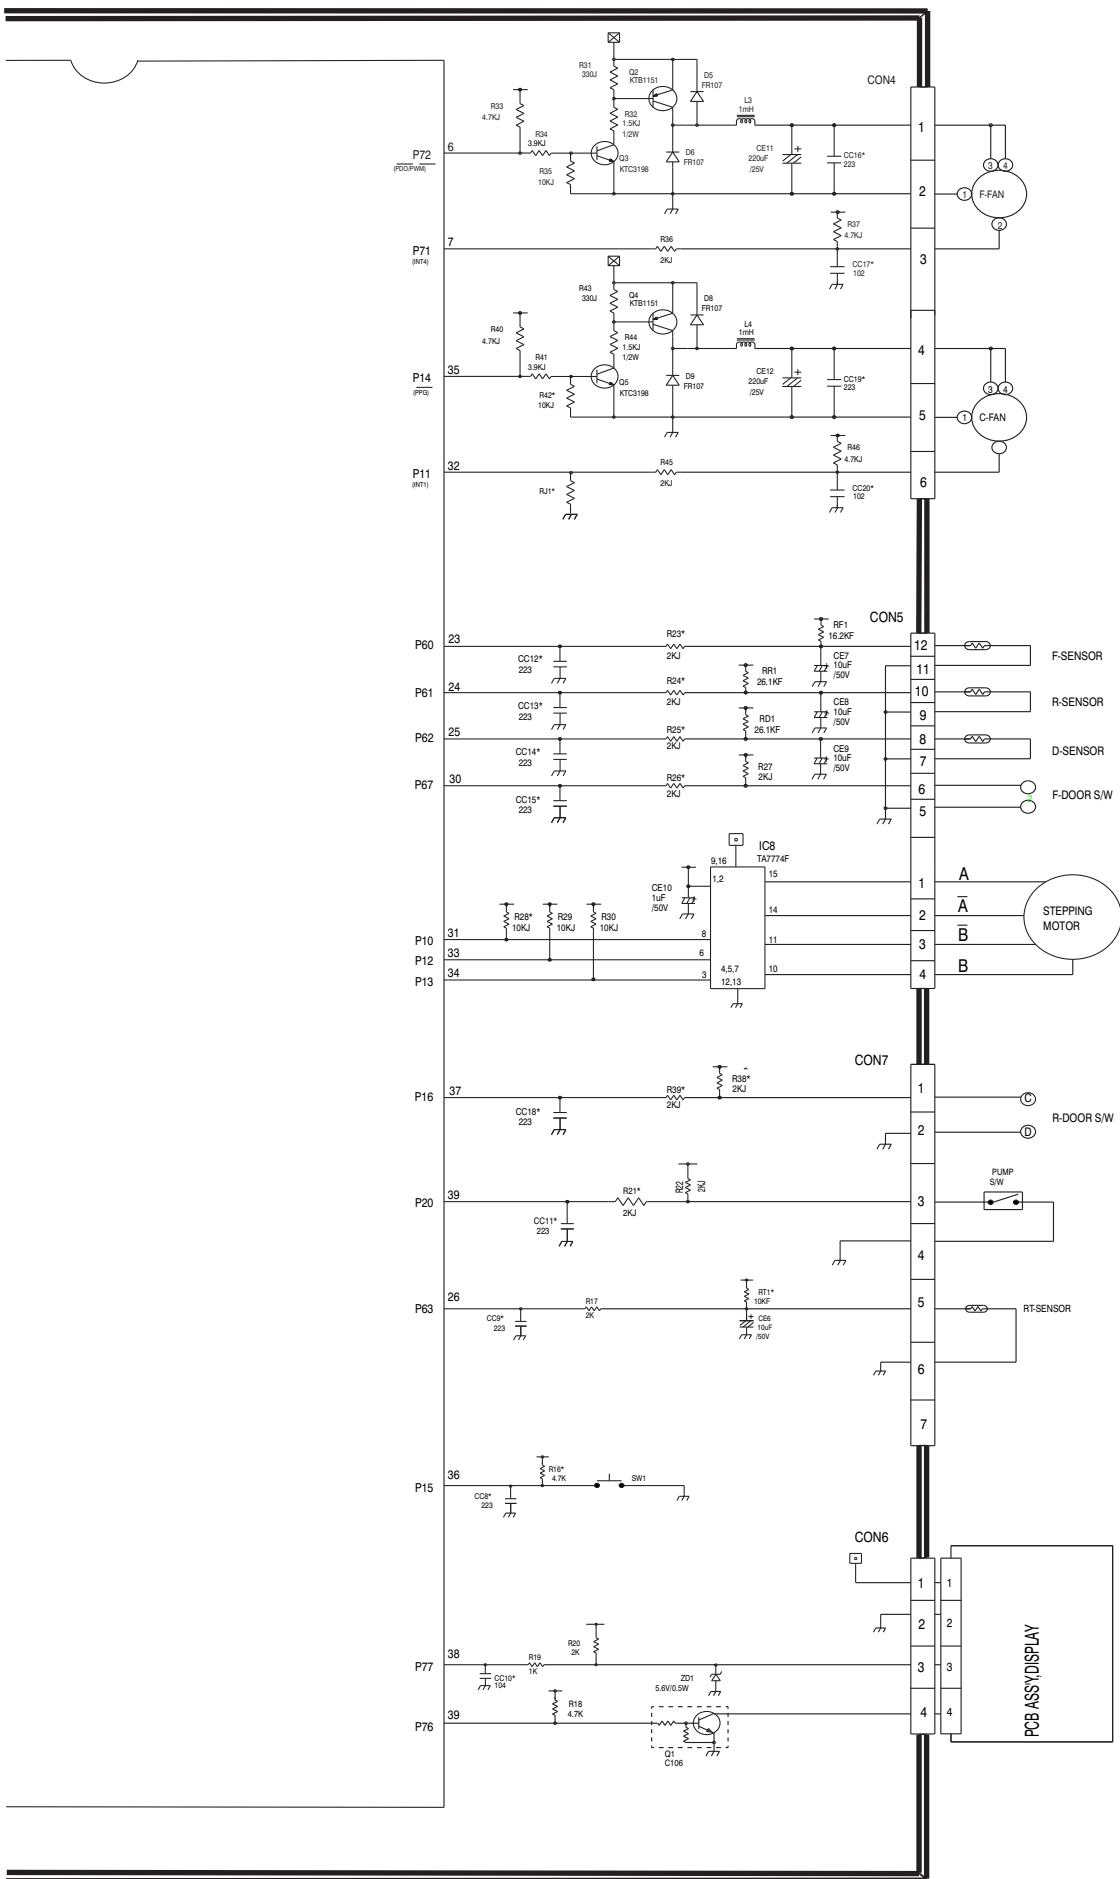 CON4
R31
330J
Q2
KTB1151
D5
FR107
L3
1mH
R33
4.7KJ
R32
1.5KJ
1/2W
R34
3.9KJ
P72
(PDO/PWM)
6
R35
10KJ
Q3
KTC3198
D6
FR107
CE11
220uF
/25V
CC16*
223
1
2
3
3 4
1 F-FAN
2
P71
(INT4)
7
R36
2KJ
R37
4.7KJ
CC17*
102
R43
330J
Q4
KTB1151
D8
FR107
L4
1mH
R40
4.7KJ
R44
1.5KJ
1/2W
R41
3.9KJ
P14
(PPG)
35
R42*
10KJ
Q5
KTC3198
D9
FR107
CE12
220uF
/25V
CC19*
223
4
5
6
3 4
1 C-FAN
P11
(INT1)
32
RJ1*
R45
2KJ
R46
4.7KJ
CC20*
102
CON5
P60
23
CC12*
223
R23*
2KJ
RF1
16.2KF
CE7
10uF
/50V
12
11
F-SENSOR
P61
24
CC13*
223
R24*
2KJ
RR1
26.1KF
CE8
10uF
/50V
10
9
R-SENSOR
P62
25
CC14*
223
R25*
2KJ
RD1
26.1KF
CE9
10uF
/50V
8
7
D-SENSOR
P67
30
CC15*
223
R26*
2KJ
R27
2KJ
6
5
F-DOOR S/W
IC8
TA7774F
9,16
1,2
CE10
1uF
/50V
R28*
10KJ
R29
10KJ
R30
10KJ
P10
31
8
P12
33
6
P13
34
3
4,5,7
12,13
15
14
11
10
1
2
3
4
A
A
B
B
STEPPING
MOTOR
CON7
P16
37
CC18*
223
R39*
2KJ
R38*
2KJ
1
2
C
D
R-DOOR S/W
P20
39
CC11*
223
R21*
2KJ
R22
2KJ
3
4
PUMP
S/W
P63
26
CC9*
223
R17
2K
RT1*
10KF
CE6
10uF
/50V
5
6
7
RT-SENSOR
P15
36
CC8*
223
R16*
4.7K
SW1
CON6
1 1
2 2
3 3
4 4
PCB ASS'Y,DISPLAY
P77
38
CC10*
104
R19
1K
R20
2K
ZD1
5.6V/0.5W
P76
39
R18
4.7K
Q1
C106